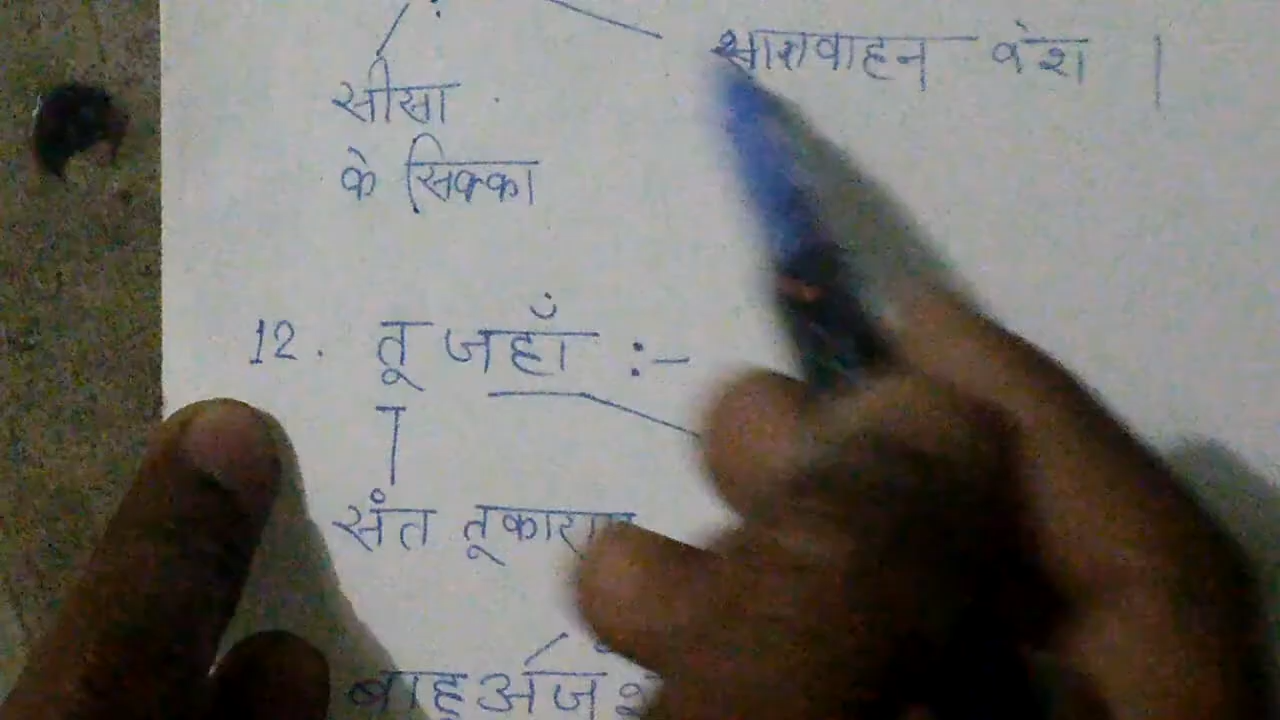 सातवाहन वंश |
सीसा
के सिक्का
12. तू जहाँ :-
संत तूकाराम